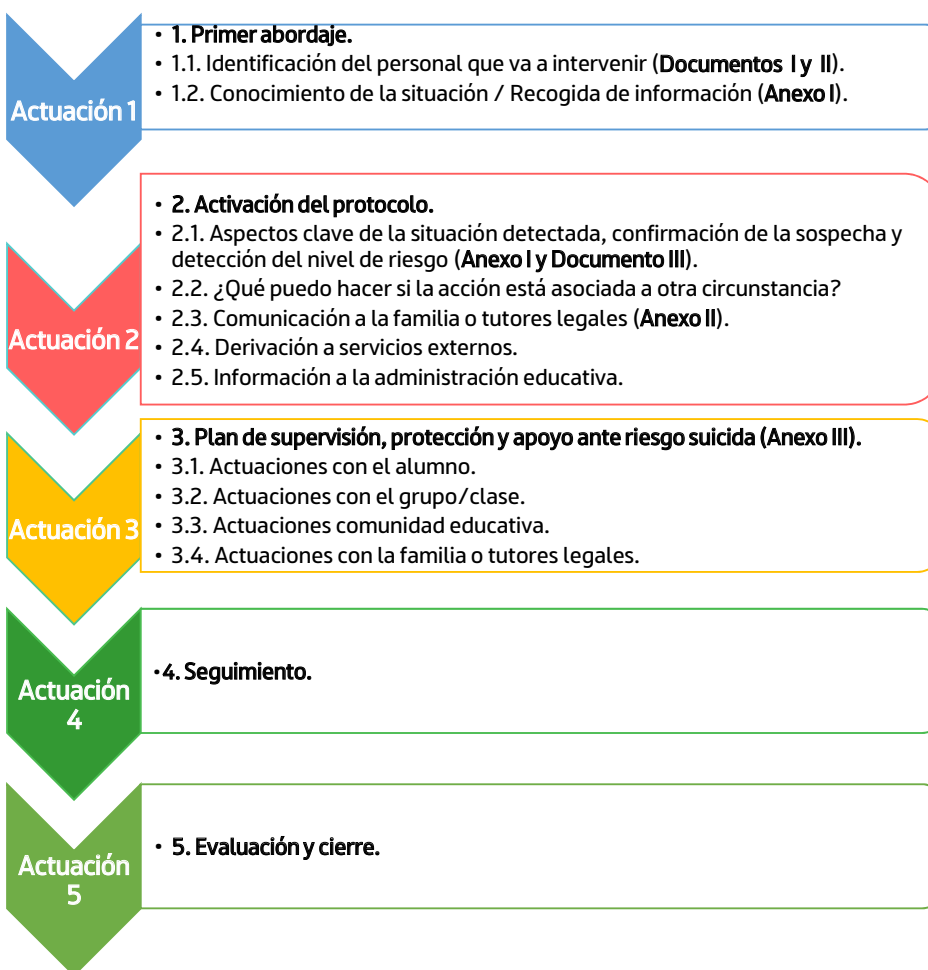 Actuación 1
• 1. Primer abordaje.
• 1.1. Identificación del personal que va a intervenir (Documentos I y II).
• 1.2. Conocimiento de la situación / Recogida de información (Anexo I).
Actuación 2
• 2. Activación del protocolo.
• 2.1. Aspectos clave de la situación detectada, confirmación de la sospecha y
detección del nivel de riesgo (Anexo I y Documento III).
• 2.2. ¿Qué puedo hacer si la acción está asociada a otra circunstancia?
• 2.3. Comunicación a la familia o tutores legales (Anexo II).
• 2.4. Derivación a servicios externos.
• 2.5. Información a la administración educativa.
Actuación 3
• 3. Plan de supervisión, protección y apoyo ante riesgo suicida (Anexo III).
• 3.1. Actuaciones con el alumno.
• 3.2. Actuaciones con el grupo/clase.
• 3.3. Actuaciones comunidad educativa.
• 3.4. Actuaciones con la familia o tutores legales.
Actuación
4
• 4. Seguimiento.
Actuación
5
• 5. Evaluación y cierre.